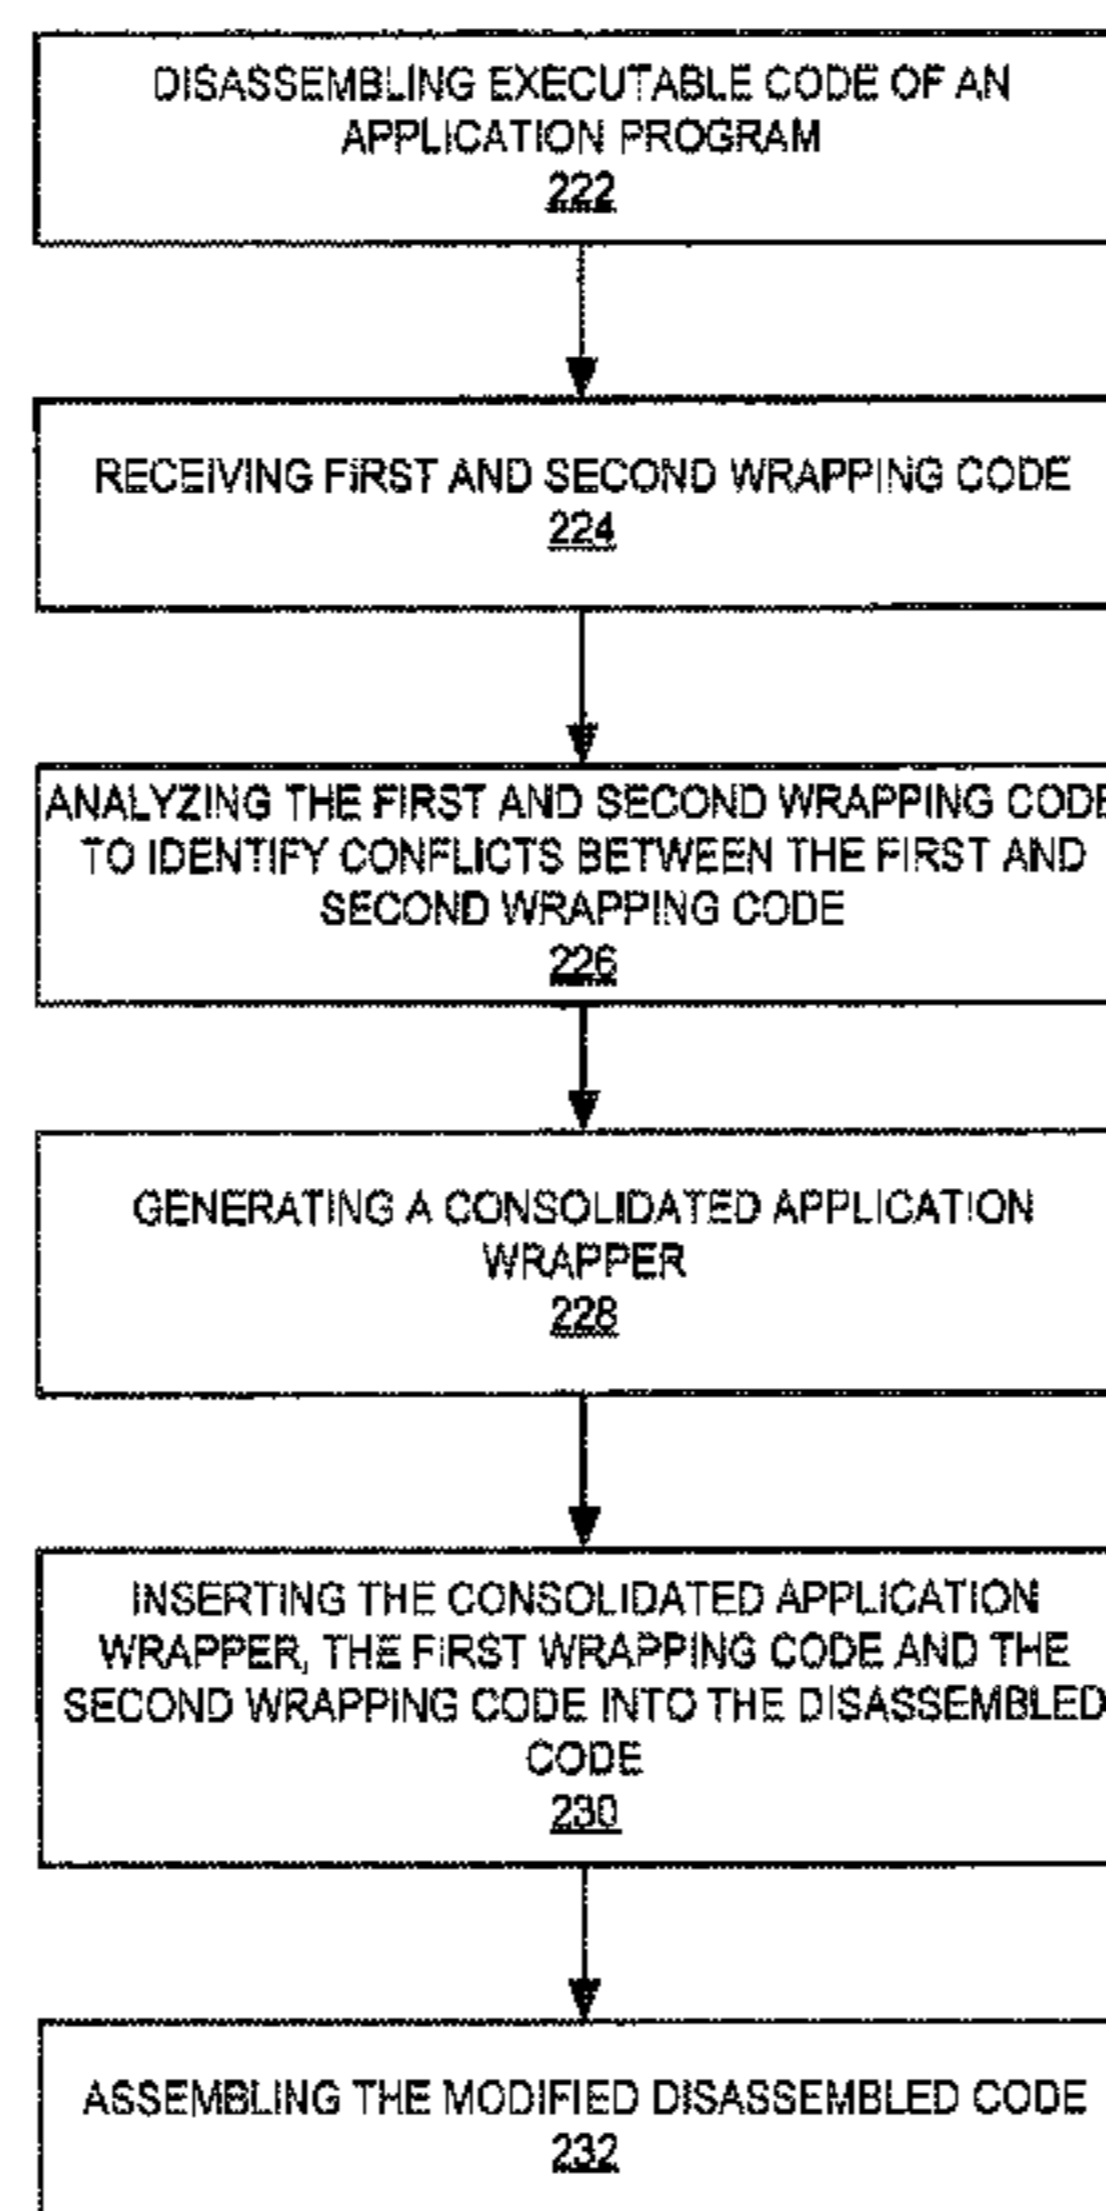 DISASSEMBLING EXECUTABLE CODE OF AN
APPLICATION PROGRAM
222
RECEIVING FIRST AND SECOND WRAPPING CODE
224
ANALYZING THE FIRST AND SECOND WRAPPING CODE
TO IDENTIFY CONFLICTS BETWEEN THE FIRST AND
SECOND WRAPPING CODE
226
GENERATING A CONSOLIDATED APPLICATION
WRAPPER
228
INSERTING THE CONSOLIDATED APPLICATION
WRAPPER, THE FIRST WRAPPING CODE AND THE
SECOND WRAPPING CODE INTO THE DISASSEMBLED
CODE
230
ASSEMBLING THE MODIFIED DISASSEMBLED CODE
232